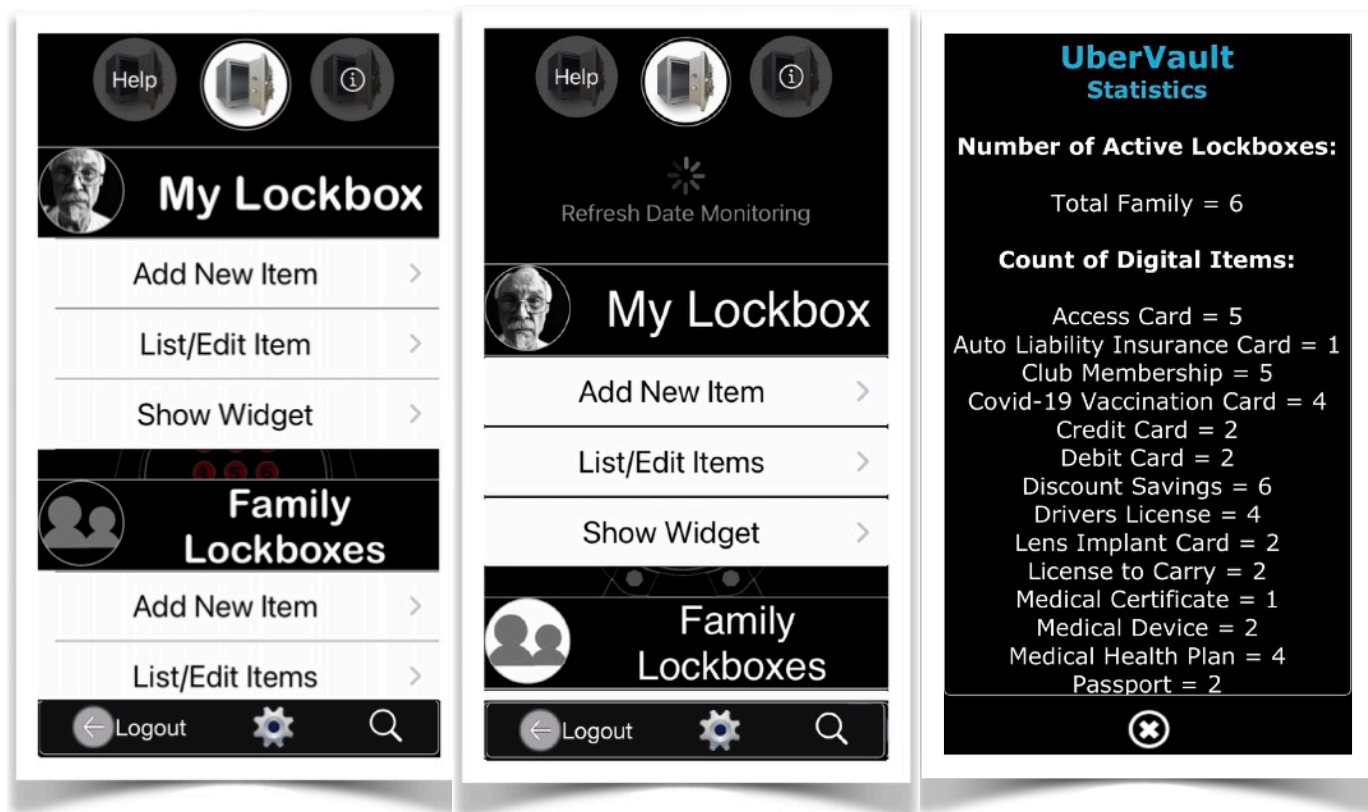 Help
My Lockbox
Add New Item
List/Edit Item
Show Widget
4 5 6
Family
Lockboxes
Add New Item
List/Edit Items
Logout
Help
Refresh Date Monitoring
My Lockbox
Add New Item
List/Edit Items
Show Widget
Family
Lockboxes
Logout
UberVault
Statistics
Number of Active Lockboxes:
Total Family = 6
Count of Digital Items:
Access Card = 5
Auto Liability Insurance Card = 1
Club Membership = 5
Covid-19 Vaccination Card = 4
Credit Card = 2
Debit Card = 2
Discount Savings = 6
Drivers License = 4
Lens Implant Card = 2
License to Carry = 2
Medical Certificate = 1
Medical Device = 2
Medical Health Plan = 4
Passport = 2